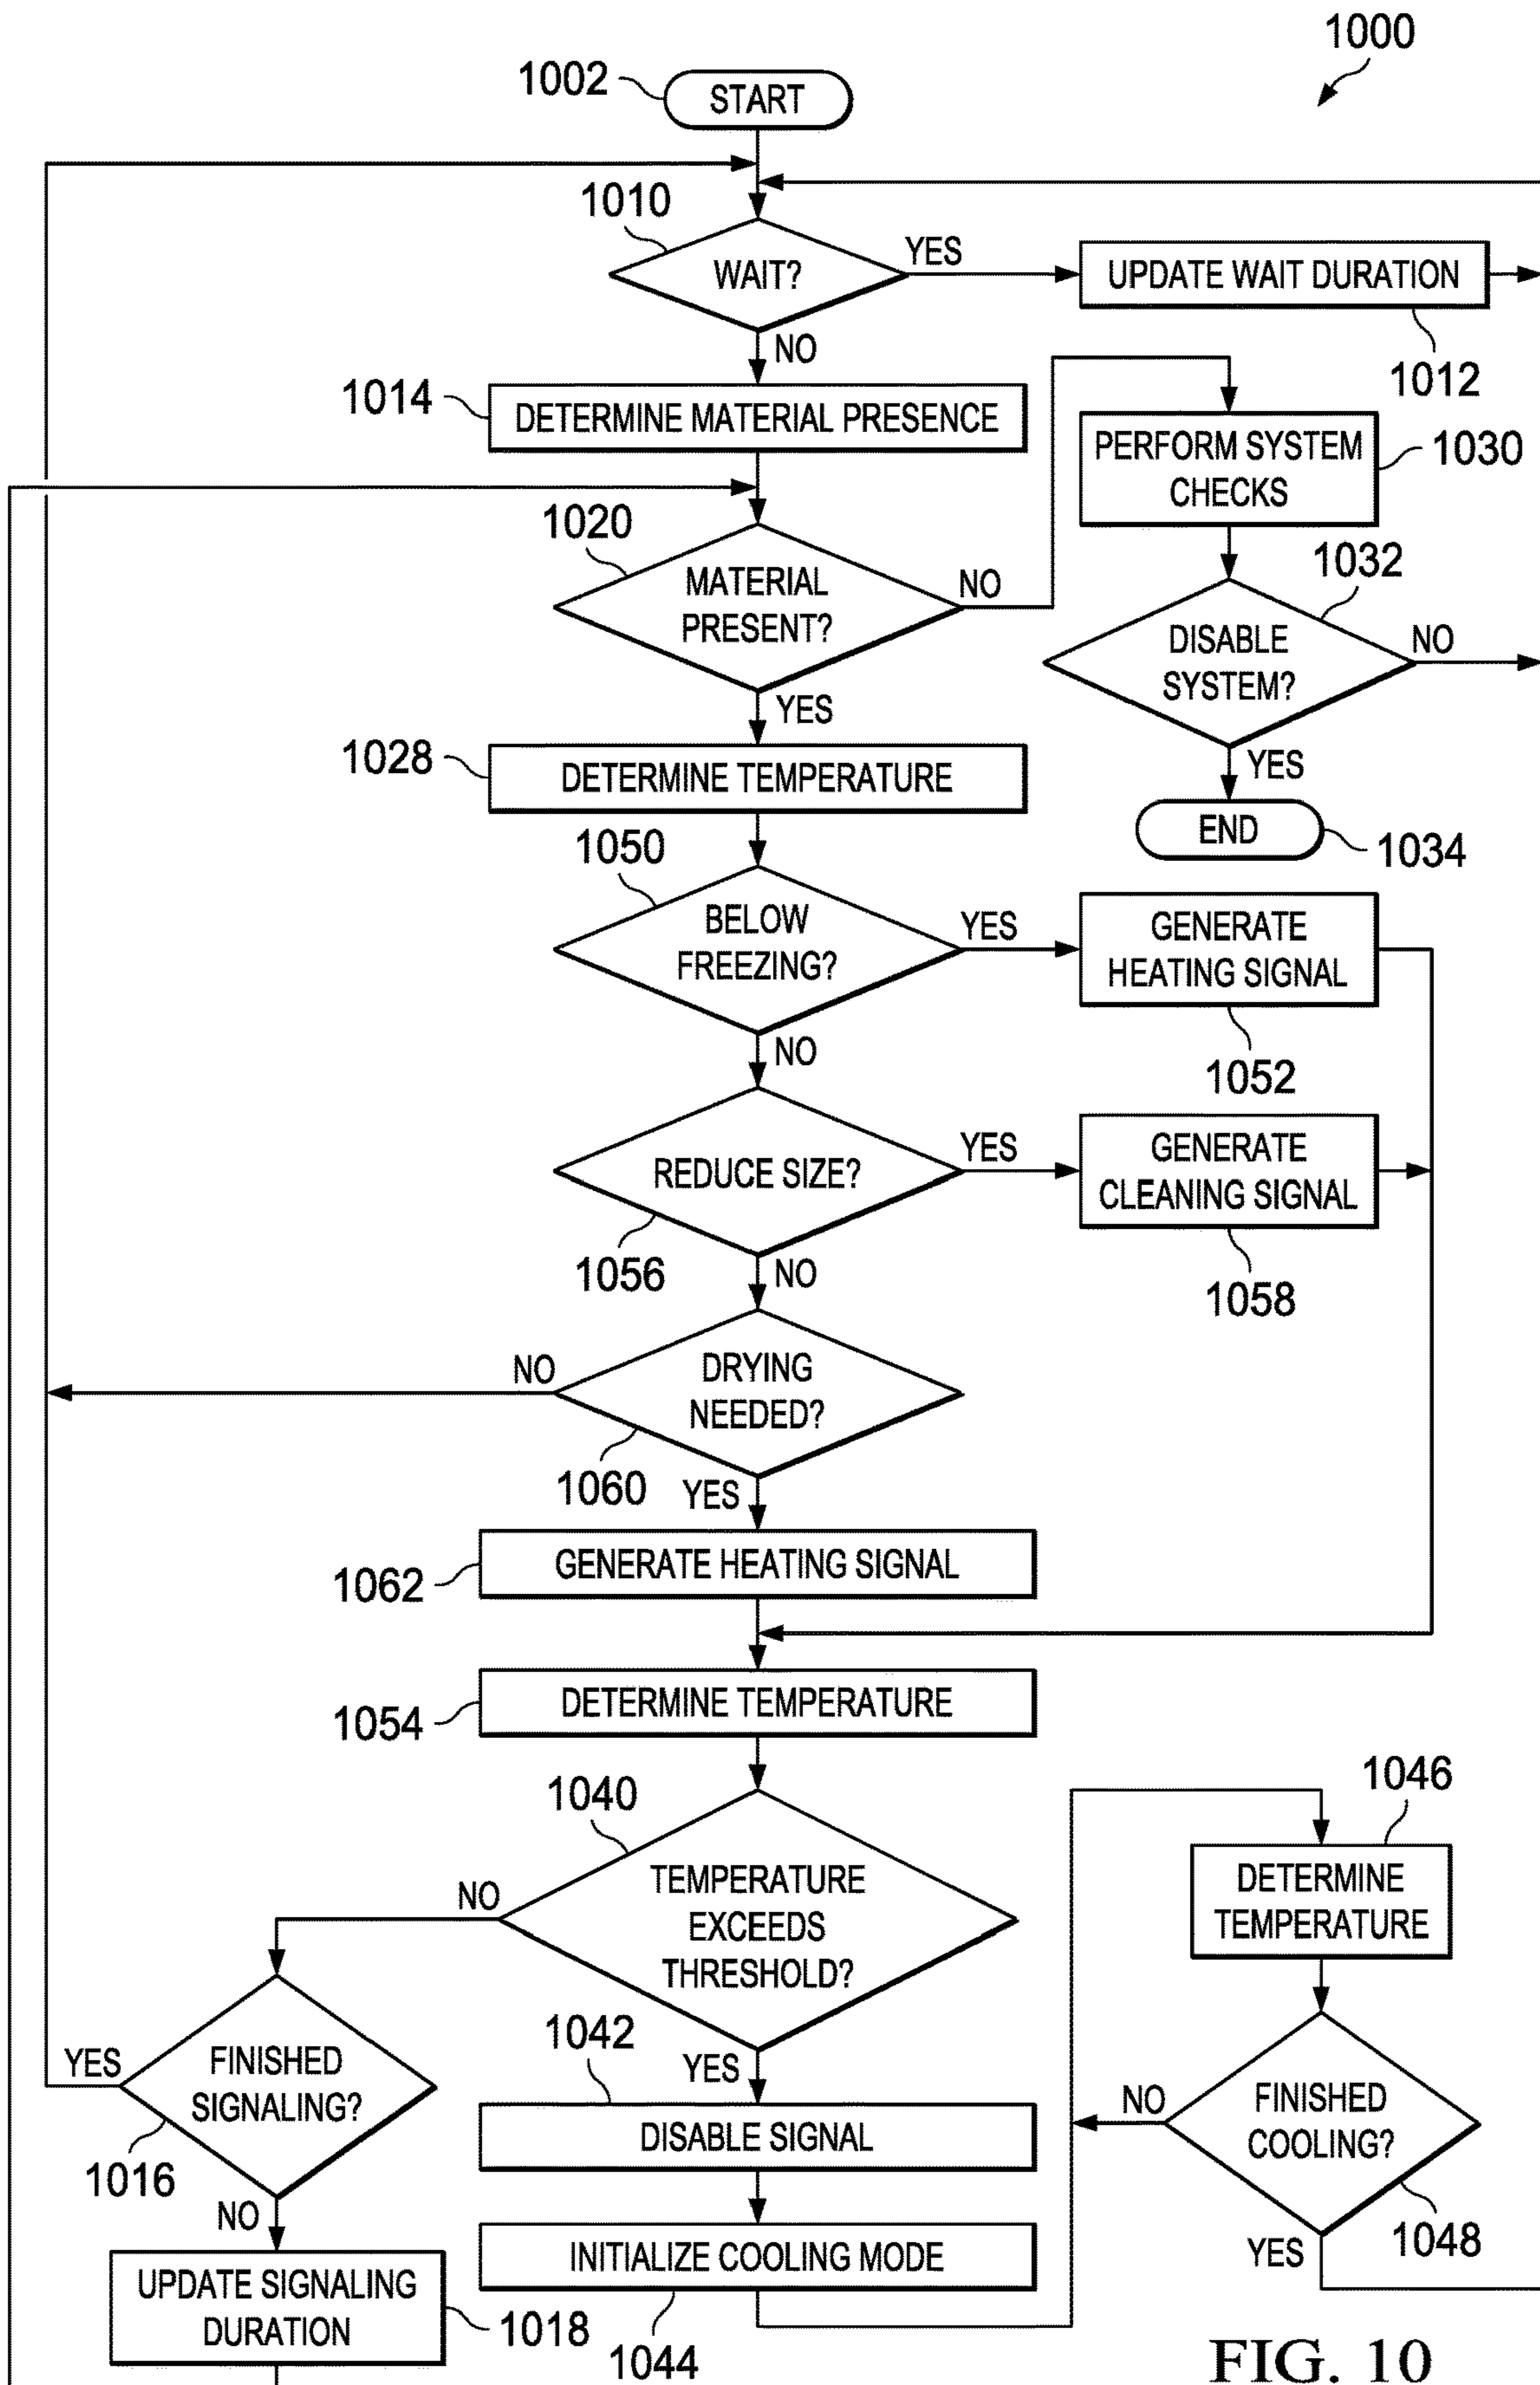 1000
1002
START
1010
WAIT?
YES
UPDATE WAIT DURATION
1012
NO
1014
DETERMINE MATERIAL PRESENCE
PERFORM SYSTEM
CHECKS
1030
1020
MATERIAL
PRESENT?
NO
1032
DISABLE
SYSTEM?
NO
YES
YES
1028
DETERMINE TEMPERATURE
END
1034
1050
BELOW
FREEZING?
YES
GENERATE
HEATING SIGNAL
1052
NO
REDUCE SIZE?
YES
GENERATE
CLEANING SIGNAL
1056
1058
NO
DRYING
NEEDED?
NO
1060
YES
1062
GENERATE HEATING SIGNAL
1054
DETERMINE TEMPERATURE
1040
TEMPERATURE
EXCEEDS
THRESHOLD?
NO
1046
DETERMINE
TEMPERATURE
FINISHED
SIGNALING?
YES
1016
NO
UPDATE SIGNALING
DURATION
1018
YES
1042
DISABLE SIGNAL
INITIALIZE COOLING MODE
1044
FINISHED
COOLING?
NO
1048
YES
FIG. 10